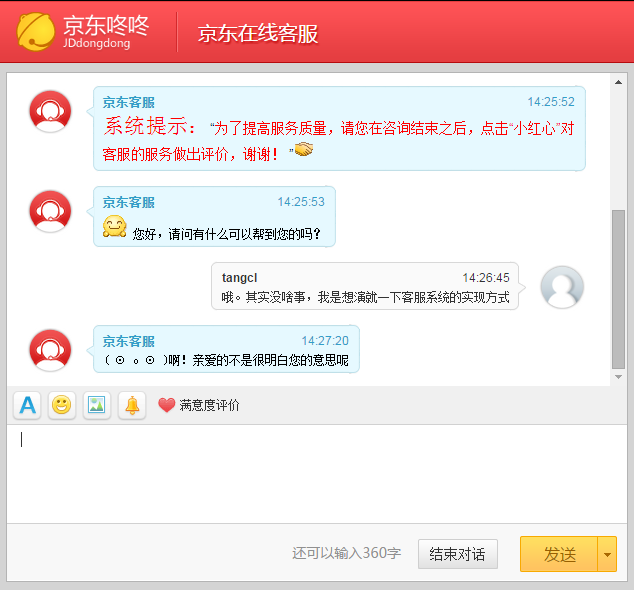 京东咚咚
JDdongdong
京东在线客服
京东客服 14:25:52
系统提示：“为了提高服务质量，请您在咨询结束之后，点击“小红心”对
客服的服务做出评价，谢谢！ ”
京东客服 14:25:53
您好，请问有什么可以帮到您的吗？
tangcl 14:26:45
哦。其实没啥事，我是想演就一下客服系统的实现方式
京东客服 14:27:20
（ ⊙ o ⊙ ）啊！亲爱的不是很明白您的意思呢
A 满意度评价
还可以输入360字 结束对话 发送